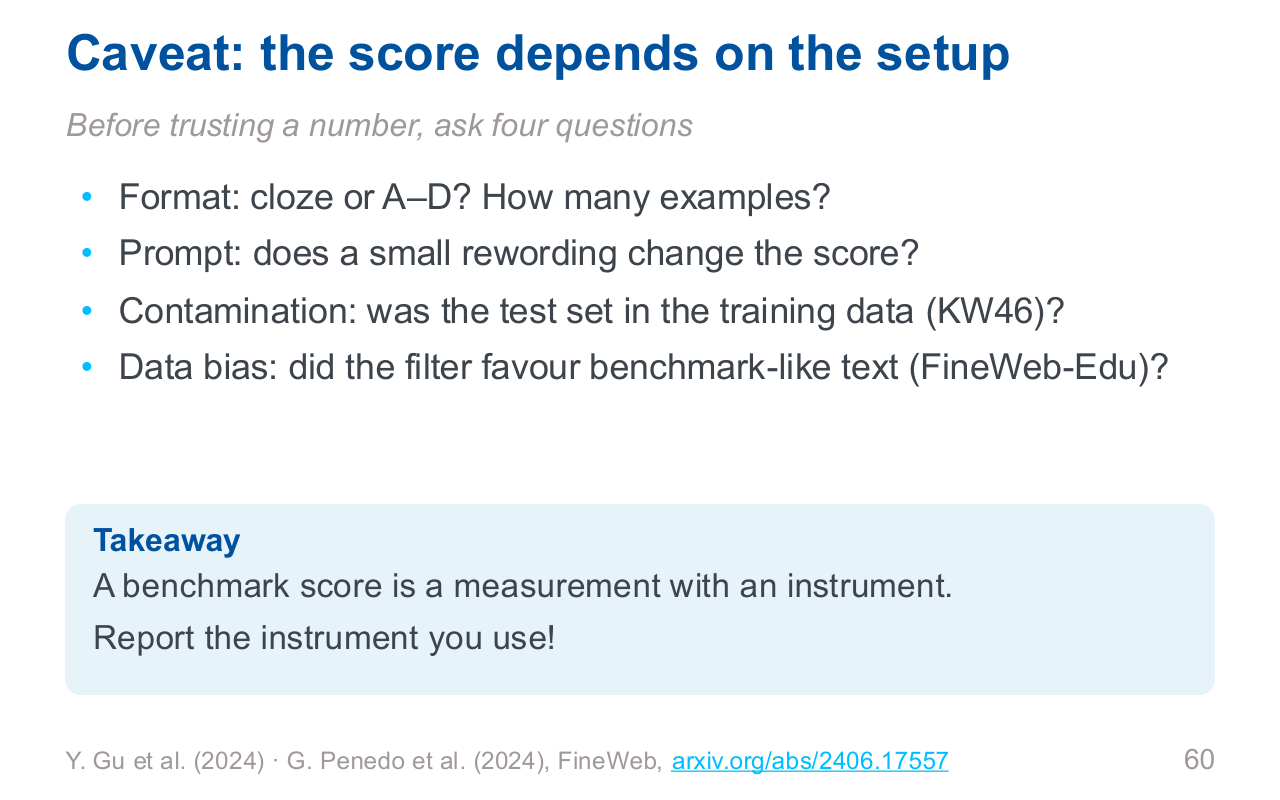 Caveat: the score depends on the setup
Before trusting a number, ask four questions
• Format: cloze or A–D? How many examples?
• Prompt: does a small rewording change the score?
• Contamination: was the test set in the training data (KW46)?
• Data bias: did the filter favour benchmark-like text (FineWeb-Edu)?
Takeaway
A benchmark score is a measurement with an instrument.
Report the instrument you use!
Y. Gu et al. (2024) · G. Penedo et al. (2024), FineWeb, arxiv.org/abs/2406.17557
60